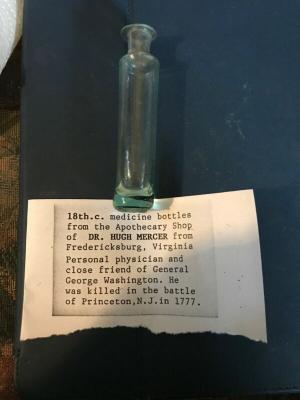 18th.c. medicine bottles
from the Apothecary Shop
of DR. HUGH MERCER from
Fredericksburg, Virginia
Personal physician and
close friend of General
George Washington. He
was killed in the battle
of Princeton,N.J.in 1777.